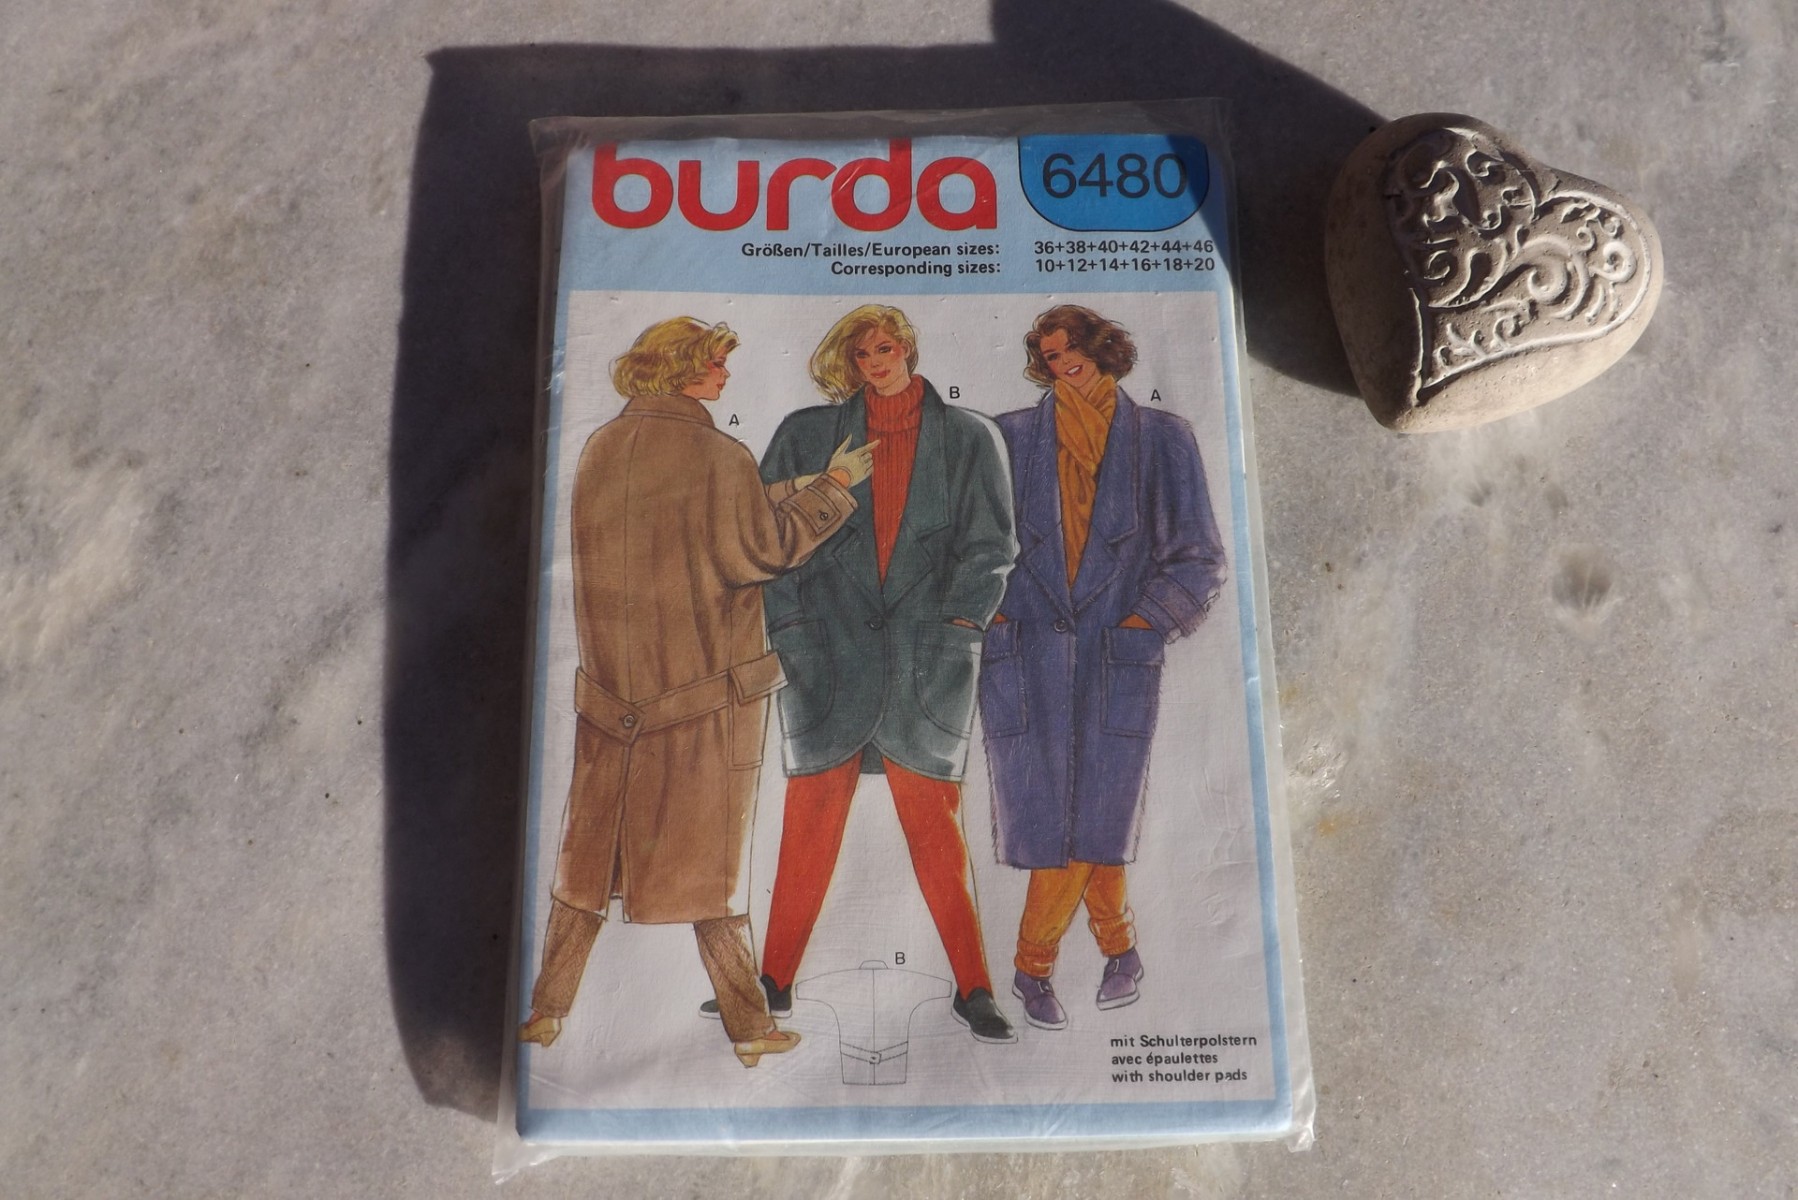 burda
6480
Größen/Tailles/European sizes: 36+38+40+42+44+46
Corresponding sizes: 10+12+14+16+18+20
A
B
A
B
mit Schulterpolstern
avec épaulettes
with shoulder pads